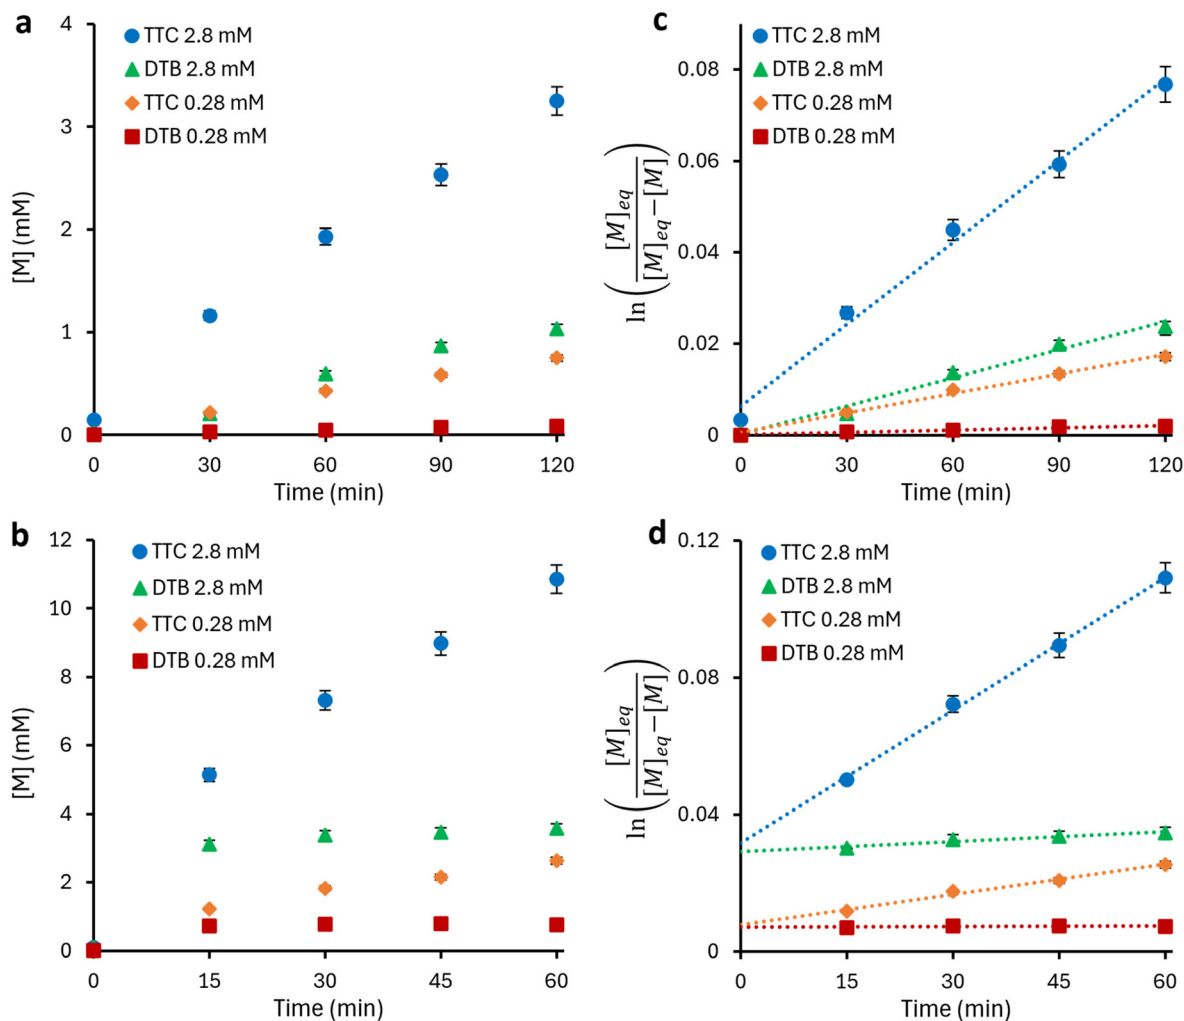 a
4
3
2
1
0
[M] (mM)
TTC 2.8 mM
DTB 2.8 mM
TTC 0.28 mM
DTB 0.28 mM
0 30 60 90 120
Time (min)
c
0.08
0.06
0.04
0.02
0
ln ( [M]eq / [M]eq−[M] )
TTC 2.8 mM
DTB 2.8 mM
TTC 0.28 mM
DTB 0.28 mM
0 30 60 90 120
Time (min)
b
12
10
8
6
4
2
0
[M] (mM)
TTC 2.8 mM
DTB 2.8 mM
TTC 0.28 mM
DTB 0.28 mM
0 15 30 45 60
Time (min)
d
0.12
0.08
0.04
0
ln ( [M]eq / [M]eq−[M] )
TTC 2.8 mM
DTB 2.8 mM
TTC 0.28 mM
DTB 0.28 mM
0 15 30 45 60
Time (min)